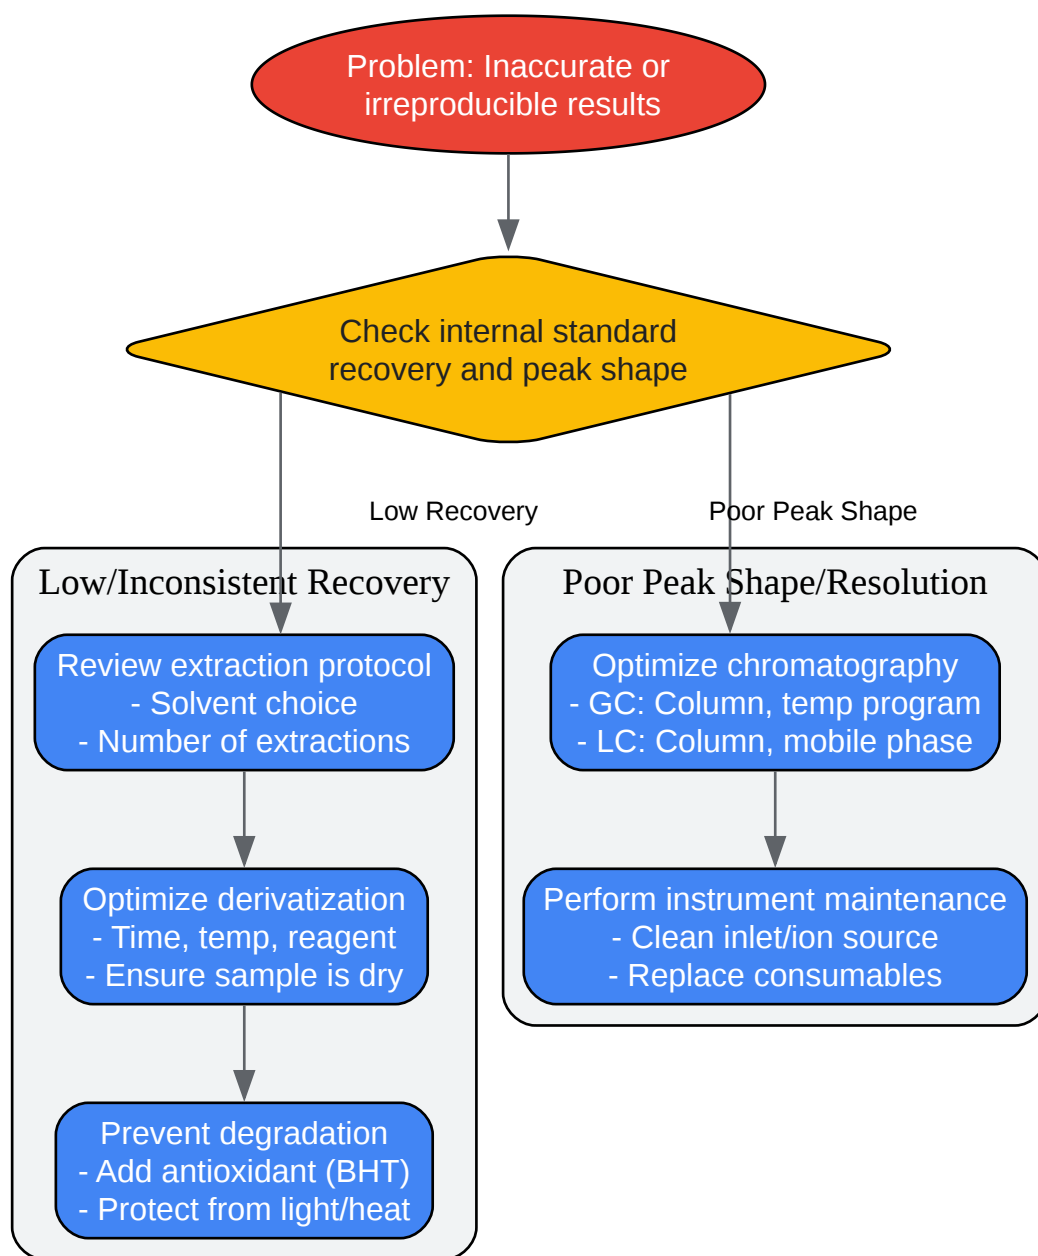 Problem: Inaccurate or
irreproducible results
Check internal standard
recovery and peak shape
Low Recovery
Poor Peak Shape
Low/Inconsistent Recovery
Review extraction protocol
- Solvent choice
- Number of extractions
Optimize derivatization
- Time, temp, reagent
- Ensure sample is dry
Prevent degradation
- Add antioxidant (BHT)
- Protect from light/heat
Poor Peak Shape/Resolution
Optimize chromatography
- GC: Column, temp program
- LC: Column, mobile phase
Perform instrument maintenance
- Clean inlet/ion source
- Replace consumables